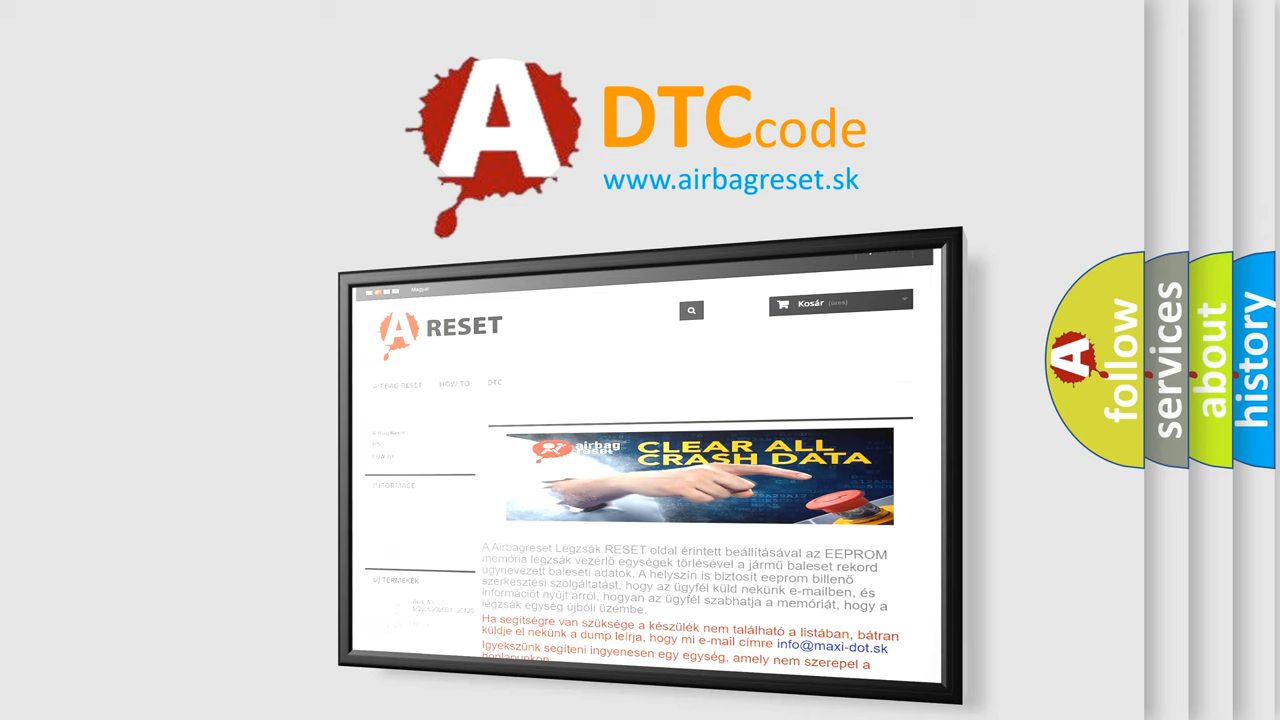 A
DTCcode
www.airbagreset.sk
Magyar
A RESET
Kosár (üres)
AIRBAG RESET HOW TO DTC
INFORMACE
ÚJ TERMÉKEK
airbag
reset
CLEAR ALL
CRASH DATA
A Airbagreset Légzsák RESET oldal érintett beállításával az EEPROM
memória légzsák vezérlő egységek törlésével a jármű baleset rekord
úgynevezett baleseti adatok. A helyszín is biztosít eeprom billenő
szerkesztési szolgáltatást, hogy az ügyfél küld nekünk e-mailben, és
információt nyújt arról, hogyan az ügyfél szabhatja a memóriát, hogy a
légzsák egység újbóli üzembe.
Ha segítségre van szüksége a készülék nem található a listában, bátran
küldje el nekünk a dump leírja, hogy mi e-mail címre info@maxi-dot.sk
Igyekszünk segíteni ingyenesen egy egység, amely nem szerepel a
honlapunkon
A
follow
services
about
history